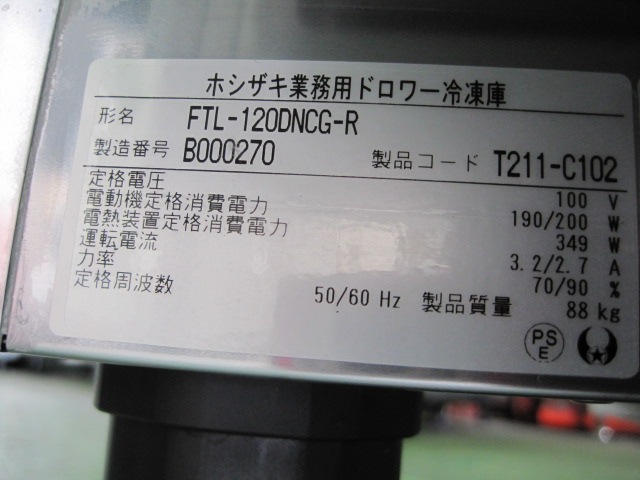 ホシザキ業務用ドロワー冷凍庫
形名 FTL-120DNCG-R
製造番号 B000270 製品コード T211-C102
定格電圧 100 V
電動機定格消費電力 190/200 W
電熱装置定格消費電力 349 W
運転電流 3.2/2.7 A
力率 70/90 %
定格周波数 50/60 Hz 製品質量 88 kg
PS
E